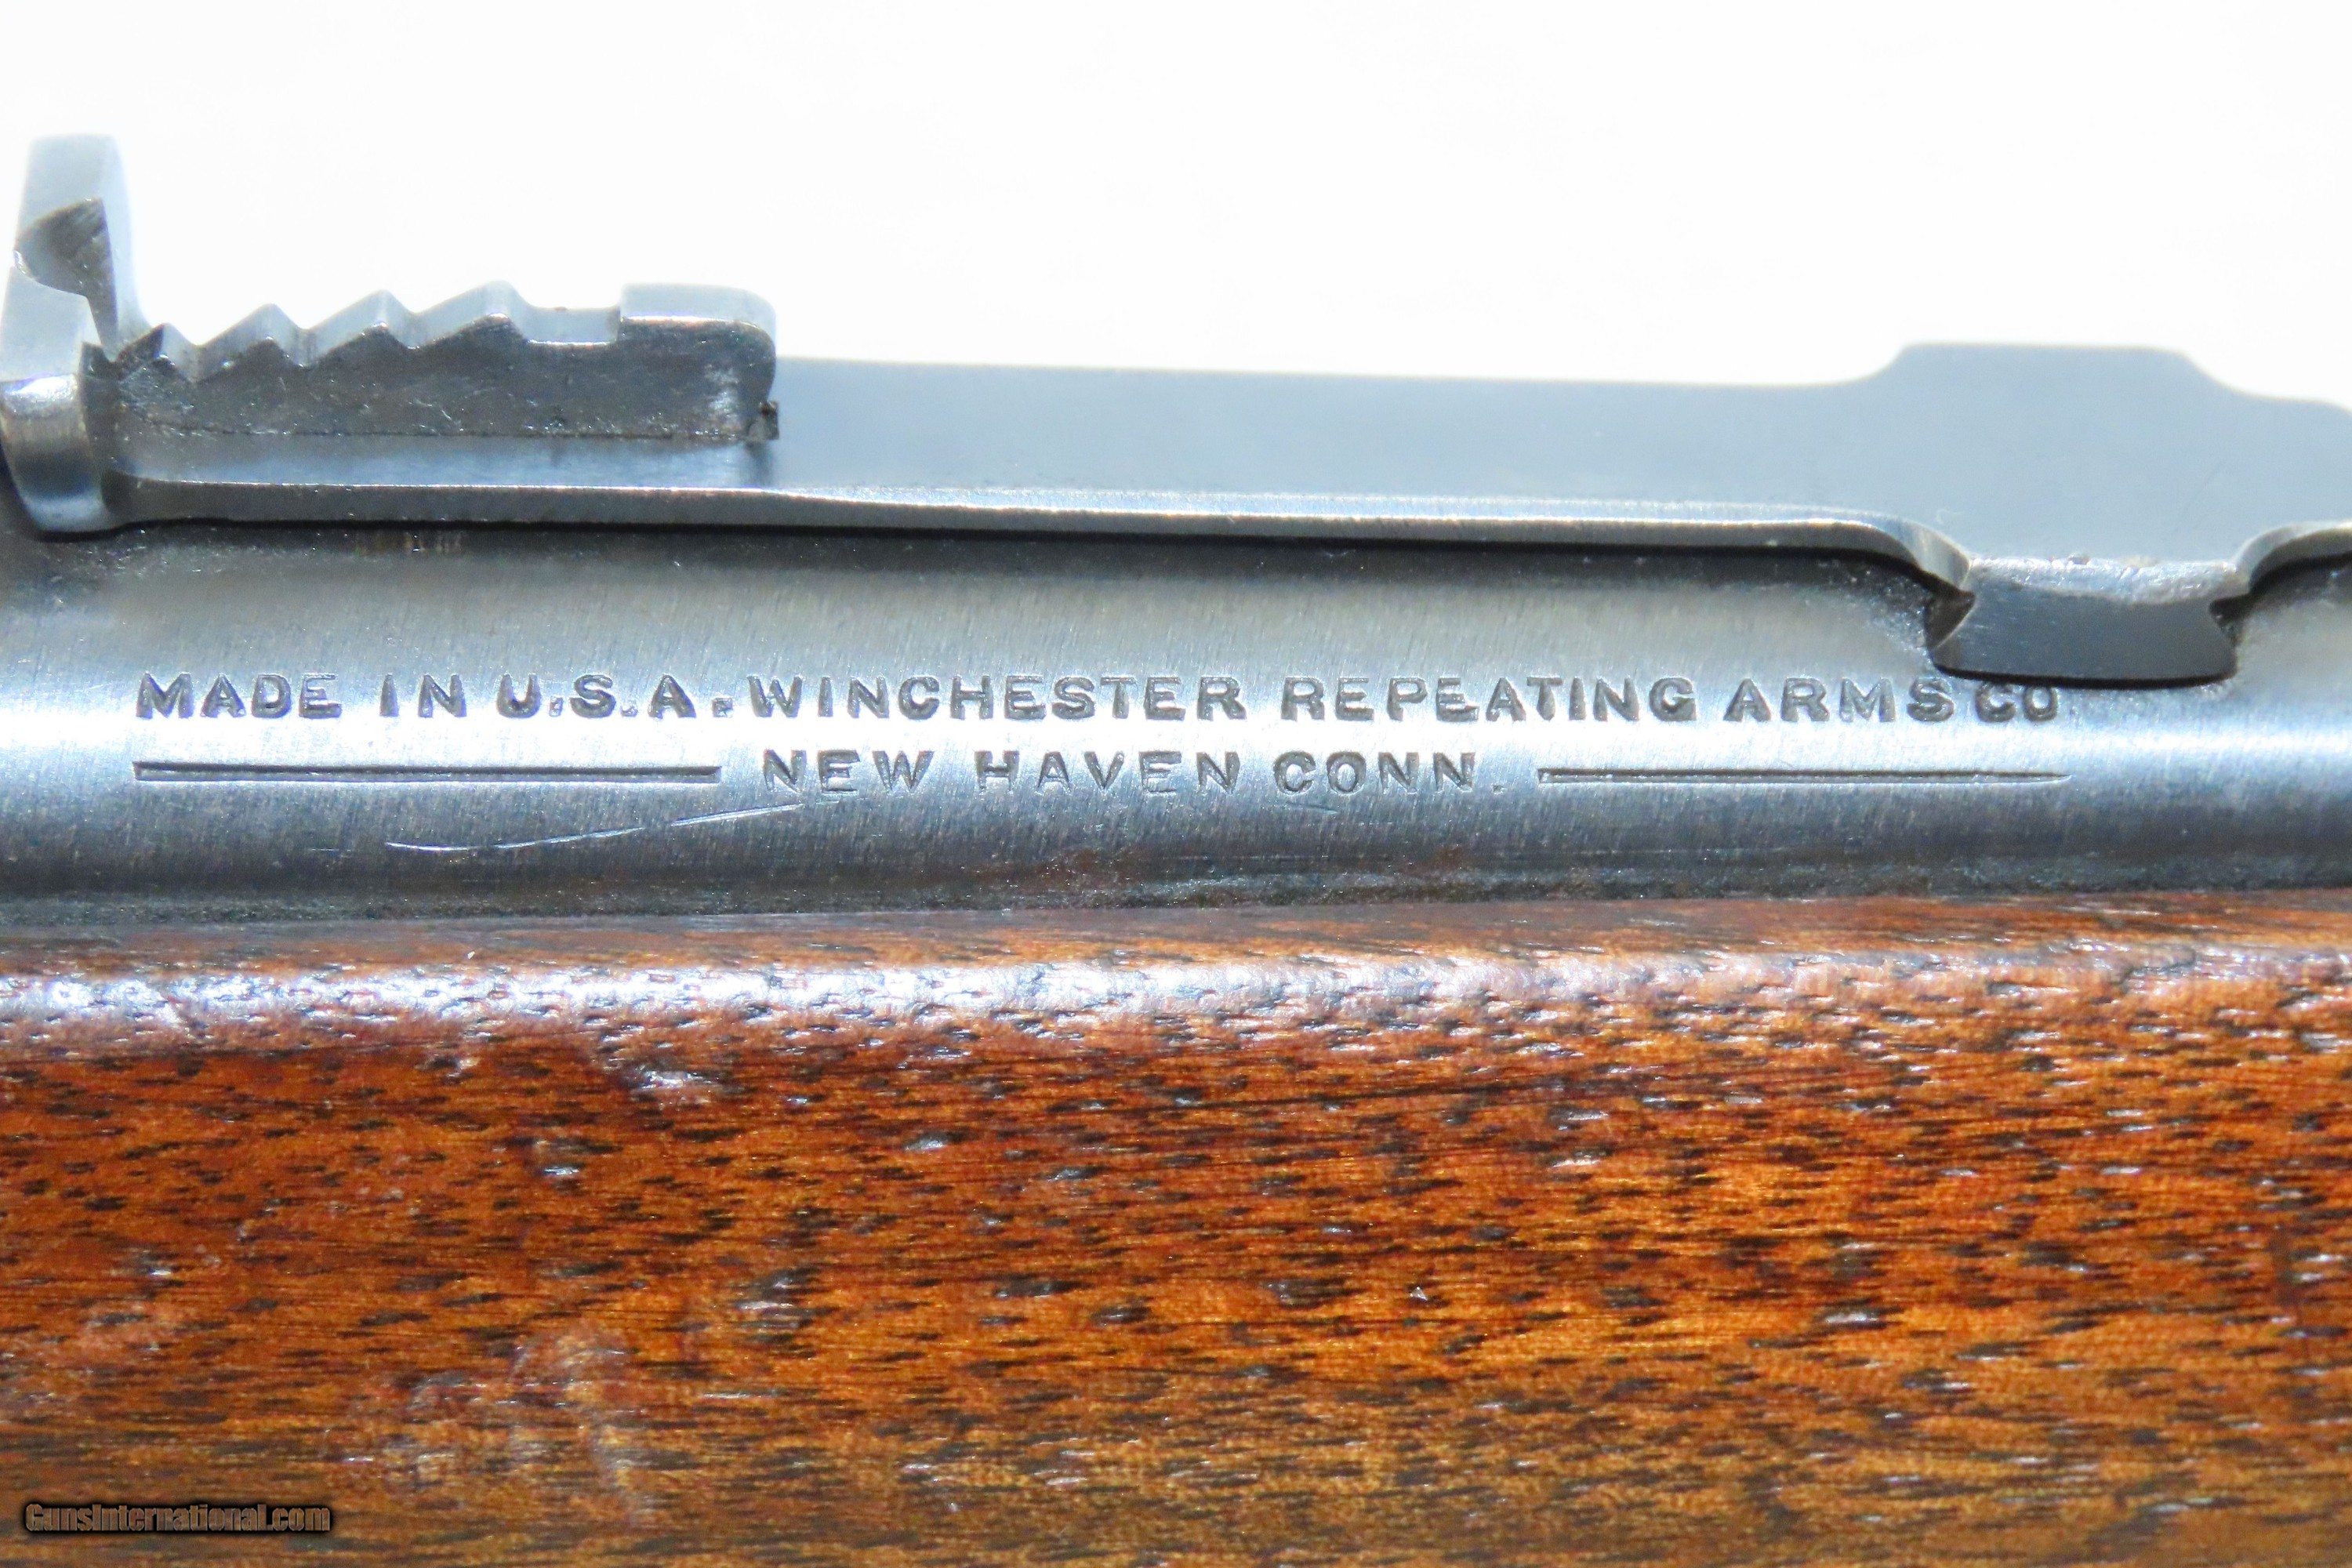 MADE IN U.S.A. WINCHESTER REPEATING ARMS CO
NEW HAVEN CONN.
GunsInternational.com